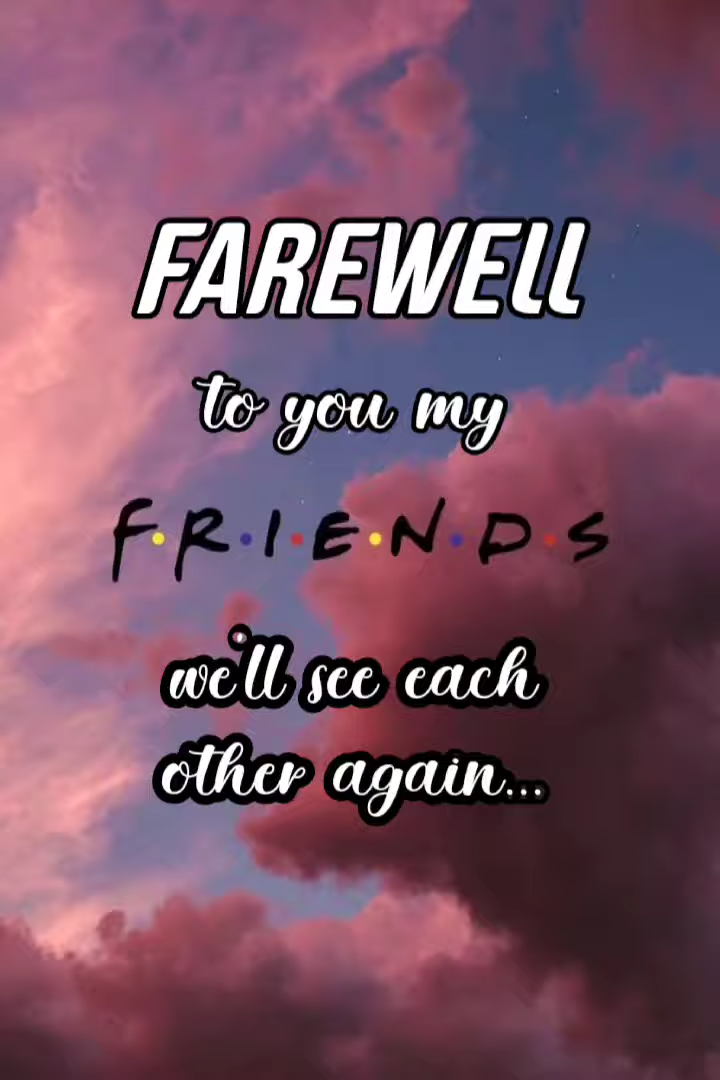 FAREWELL
to you my
F•R•I•E•N•D•S
we'll see each
other again...